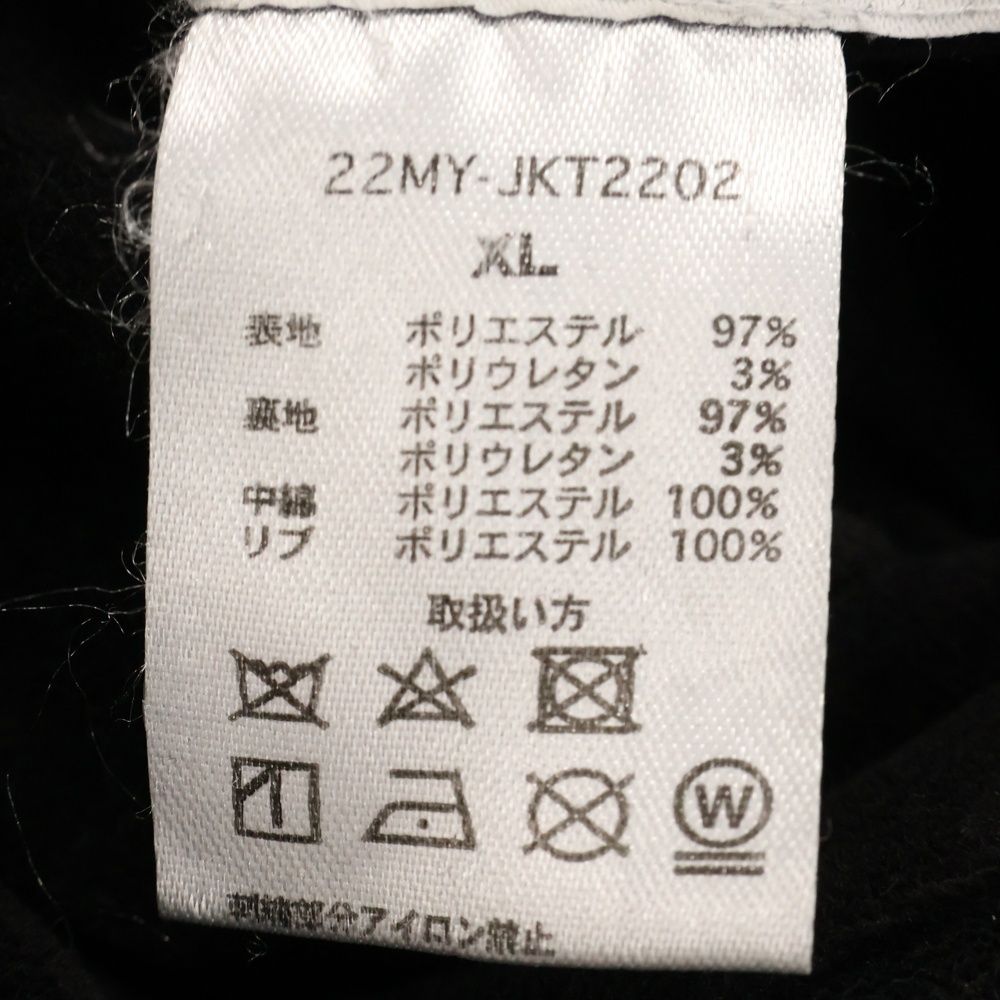 22MY-JKT2202
XL
表地 ポリエステル 97%
ポリウレタン 3%
裏地 ポリエステル 97%
ポリウレタン 3%
中綿 ポリエステル 100%
リブ ポリエステル 100%
取扱い方
W
刺繍部分アイロン禁止